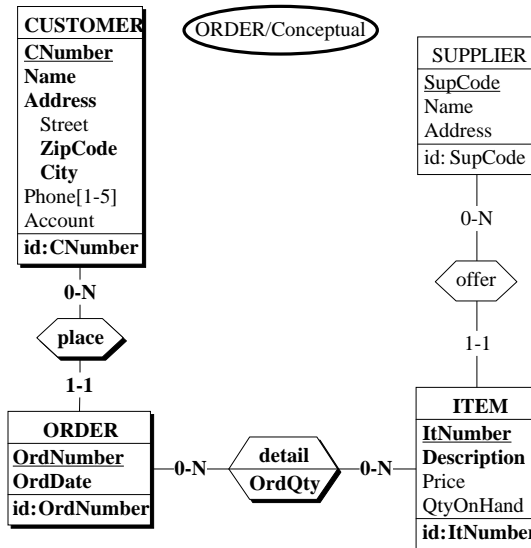 CUSTOMER
CNumber
Name
Address
Street
ZipCode
City
Phone[1-5]
Account
id:CNumber
ORDER/Conceptual
SUPPLIER
SupCode
Name
Address
id: SupCode
0-N
place
1-1
0-N
offer
1-1
ORDER
OrdNumber
OrdDate
id:OrdNumber
0-N
detail
OrdQty
0-N
ITEM
ItNumber
Description
Price
QtyOnHand
id:ItNumber